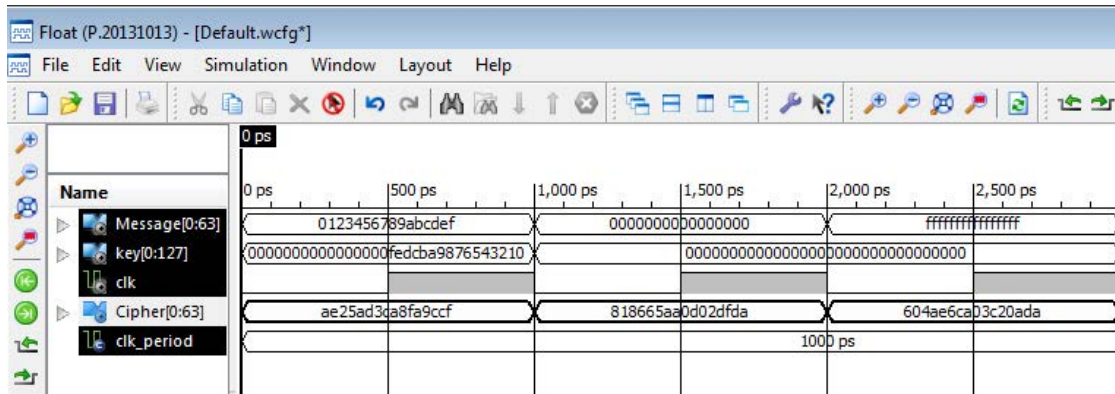 Float (P.20131013) - [Default.wcfg*]
File Edit View Simulation Window Layout Help
0 ps
Name
0 ps 500 ps 1,000 ps 1,500 ps 2,000 ps 2,500 ps
Message[0:63] 0123456789abcdef 0000000000000000 ffffffffffffffff
key[0:127] 0000000000000000fedcba9876543210 00000000000000000000000000000000
clk
Cipher[0:63] ae25ad3ca8fa9ccf 818665aa0d02dfda 604ae6ca03c20ada
clk_period 1000 ps